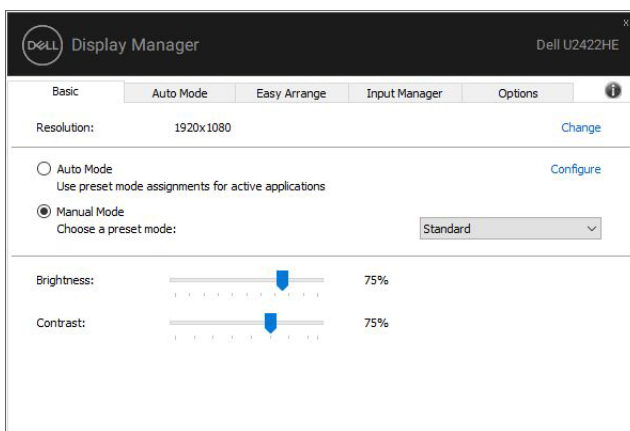 x
DELL Display Manager Dell U2422HE
Basic Auto Mode Easy Arrange Input Manager Options i
Resolution: 1920x1080 Change
Auto Mode Configure
Use preset mode assignments for active applications
Manual Mode
Choose a preset mode: Standard
Brightness: 75%
Contrast: 75%